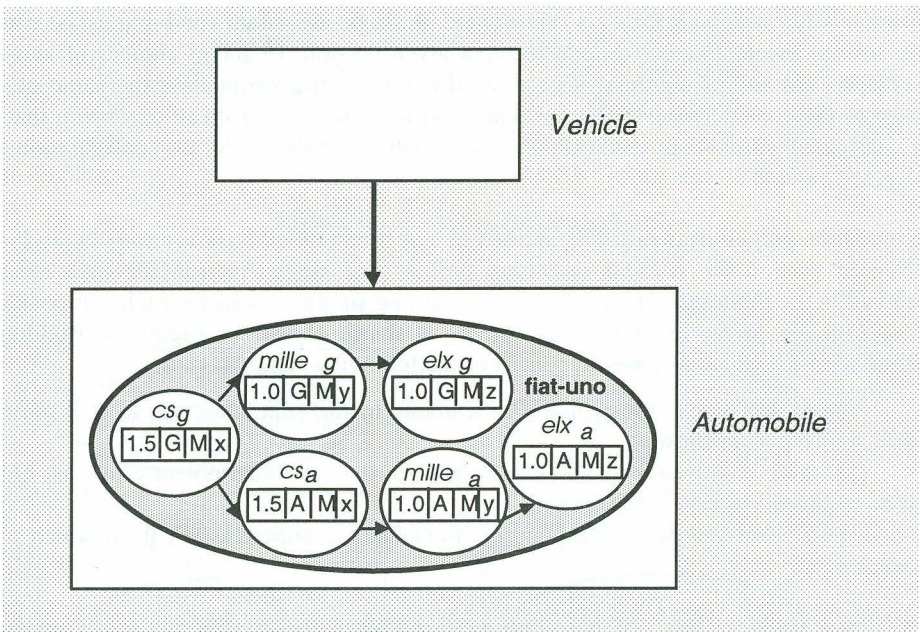 Vehicle
Automobile
fiat-uno
mille g
1.0 G M y
elx g
1.0 G M z
cs g
1.5 G M x
elx a
1.0 A M z
cs a
1.5 A M x
mille a
1.0 A M y